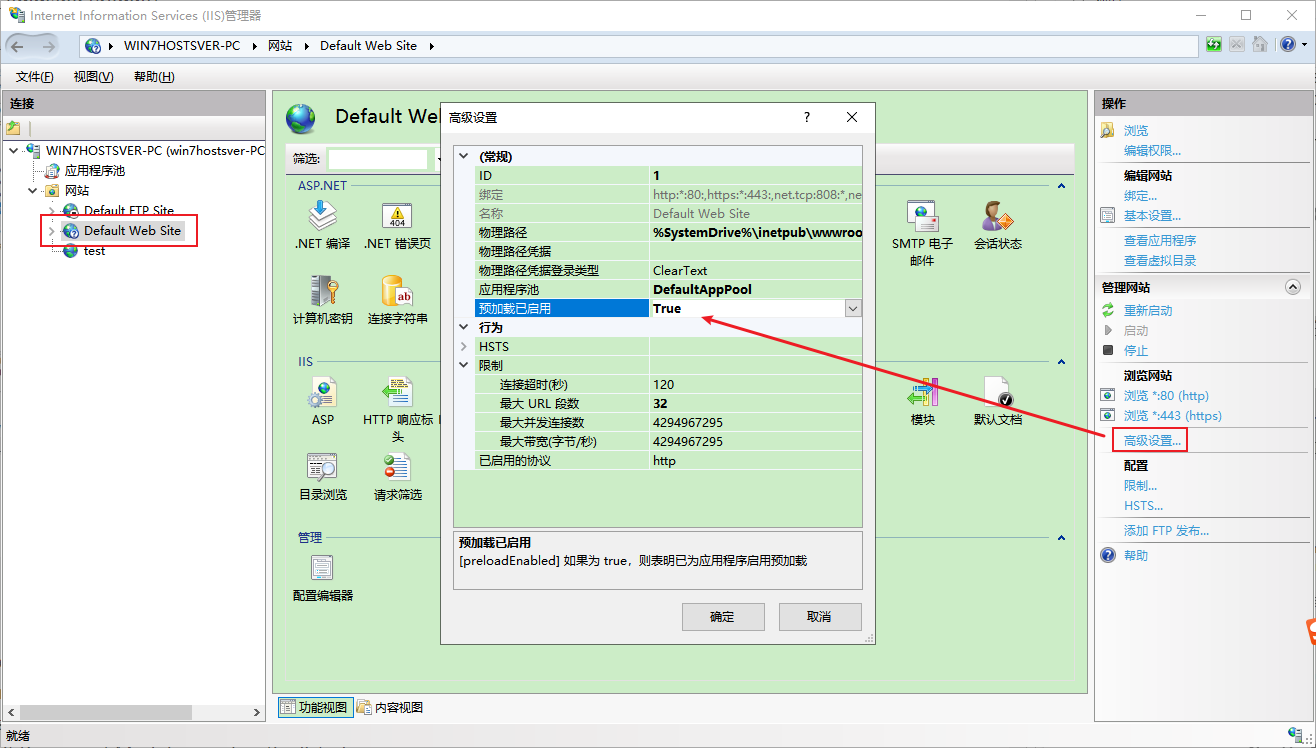 Internet Information Services (IIS)管理器
WIN7HOSTSVER-PC
网站
Default Web Site
文件(F)
视图(V)
帮助(H)
连接
WIN7HOSTSVER-PC (win7hostsver-PC
应用程序池
网站
Default FTP Site
Default Web Site
test
Default We
筛选:
ASP.NET
.NET 编译
404
.NET 错误页
计算机密钥
ab
连接字符串
SMTP 电子
邮件
会话状态
IIS
ASP
HTTP 响应标
头
目录浏览
请求筛选
模块
默认文档
管理
配置编辑器
高级设置
?
(常规)
ID 1
绑定 http:*:80:,https:*:443:,net.tcp:808:*,ne
名称 Default Web Site
物理路径 %SystemDrive%\inetpub\wwwroo
物理路径凭据
物理路径凭据登录类型 ClearText
应用程序池 DefaultAppPool
预加载已启用 True
行为
HSTS
限制
连接超时(秒) 120
最大 URL 段数 32
最大并发连接数 4294967295
最大带宽(字节/秒) 4294967295
已启用的协议 http
预加载已启用
[preloadEnabled] 如果为 true，则表明已为应用程序启用预加载
确定
取消
操作
浏览
编辑权限...
编辑网站
绑定...
基本设置...
查看应用程序
查看虚拟目录
管理网站
重新启动
启动
停止
浏览网站
浏览 *:80 (http)
浏览 *:443 (https)
高级设置...
配置
限制...
HSTS...
添加 FTP 发布...
帮助
功能视图
内容视图
就绪